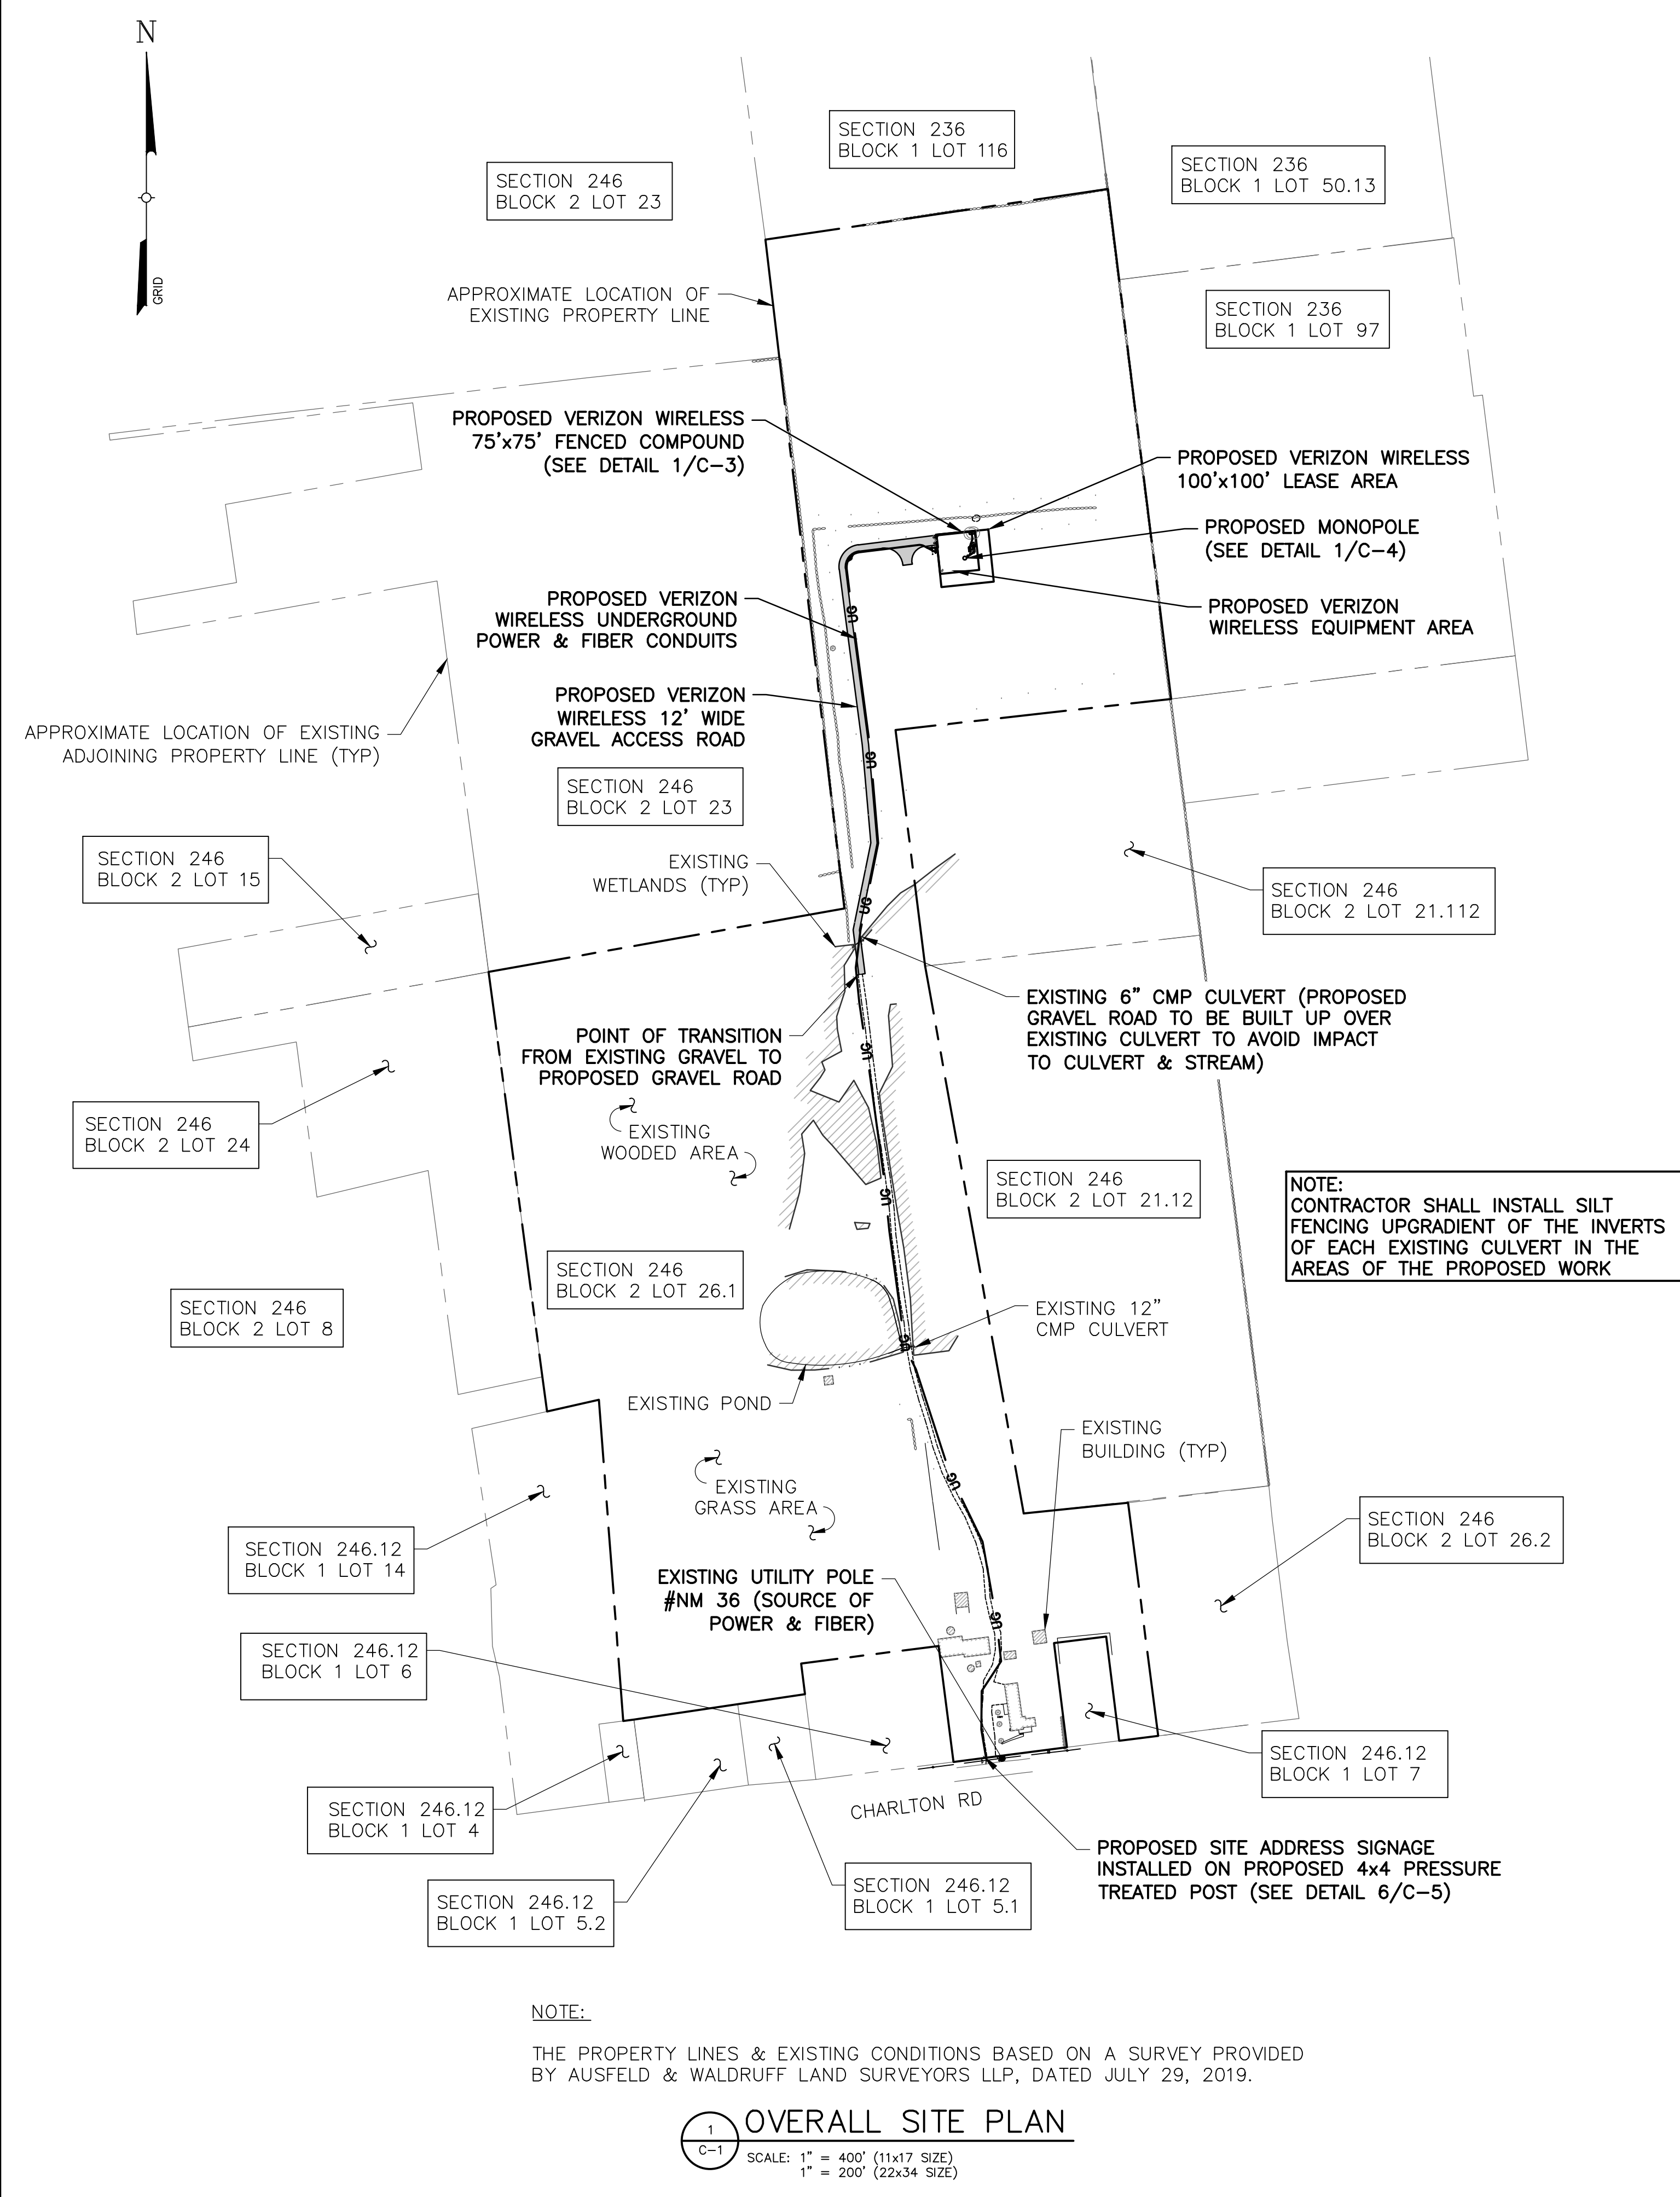 N
GRID
SECTION 236
BLOCK 1 LOT 116
SECTION 246
BLOCK 2 LOT 23
SECTION 236
BLOCK 1 LOT 50.13
APPROXIMATE LOCATION OF
EXISTING PROPERTY LINE
SECTION 236
BLOCK 1 LOT 97
PROPOSED VERIZON WIRELESS
75'x75' FENCED COMPOUND
(SEE DETAIL 1/C-3)
PROPOSED VERIZON WIRELESS
100'x100' LEASE AREA
PROPOSED MONOPOLE
(SEE DETAIL 1/C-4)
PROPOSED VERIZON
WIRELESS UNDERGROUND
POWER & FIBER CONDUITS
UG
PROPOSED VERIZON
WIRELESS EQUIPMENT AREA
PROPOSED VERIZON
WIRELESS 12' WIDE
GRAVEL ACCESS ROAD
UG
APPROXIMATE LOCATION OF EXISTING
ADJOINING PROPERTY LINE (TYP)
SECTION 246
BLOCK 2 LOT 23
SECTION 246
BLOCK 2 LOT 15
EXISTING
WETLANDS (TYP)
UG
SECTION 246
BLOCK 2 LOT 21.112
EXISTING 6" CMP CULVERT (PROPOSED
GRAVEL ROAD TO BE BUILT UP OVER
EXISTING CULVERT TO AVOID IMPACT
TO CULVERT & STREAM)
POINT OF TRANSITION
FROM EXISTING GRAVEL TO
PROPOSED GRAVEL ROAD
UG
SECTION 246
BLOCK 2 LOT 24
EXISTING
WOODED AREA
UG
SECTION 246
BLOCK 2 LOT 21.12
NOTE:
CONTRACTOR SHALL INSTALL SILT
FENCING UPGRADIENT OF THE INVERTS
OF EACH EXISTING CULVERT IN THE
AREAS OF THE PROPOSED WORK
SECTION 246
BLOCK 2 LOT 26.1
SECTION 246
BLOCK 2 LOT 8
EXISTING 12"
CMP CULVERT
UG
EXISTING POND
EXISTING
BUILDING (TYP)
EXISTING
GRASS AREA
UG
SECTION 246
BLOCK 2 LOT 26.2
SECTION 246.12
BLOCK 1 LOT 14
EXISTING UTILITY POLE
#NM 36 (SOURCE OF
POWER & FIBER)
UG
SECTION 246.12
BLOCK 1 LOT 6
SECTION 246.12
BLOCK 1 LOT 7
SECTION 246.12
BLOCK 1 LOT 4
CHARLTON RD
PROPOSED SITE ADDRESS SIGNAGE
INSTALLED ON PROPOSED 4x4 PRESSURE
TREATED POST (SEE DETAIL 6/C-5)
SECTION 246.12
BLOCK 1 LOT 5.2
SECTION 246.12
BLOCK 1 LOT 5.1
NOTE:
THE PROPERTY LINES & EXISTING CONDITIONS BASED ON A SURVEY PROVIDED
BY AUSFELD & WALDRUFF LAND SURVEYORS LLP, DATED JULY 29, 2019.
1
C-1
OVERALL SITE PLAN
SCALE: 1" = 400' (11x17 SIZE)
1" = 200' (22x34 SIZE)